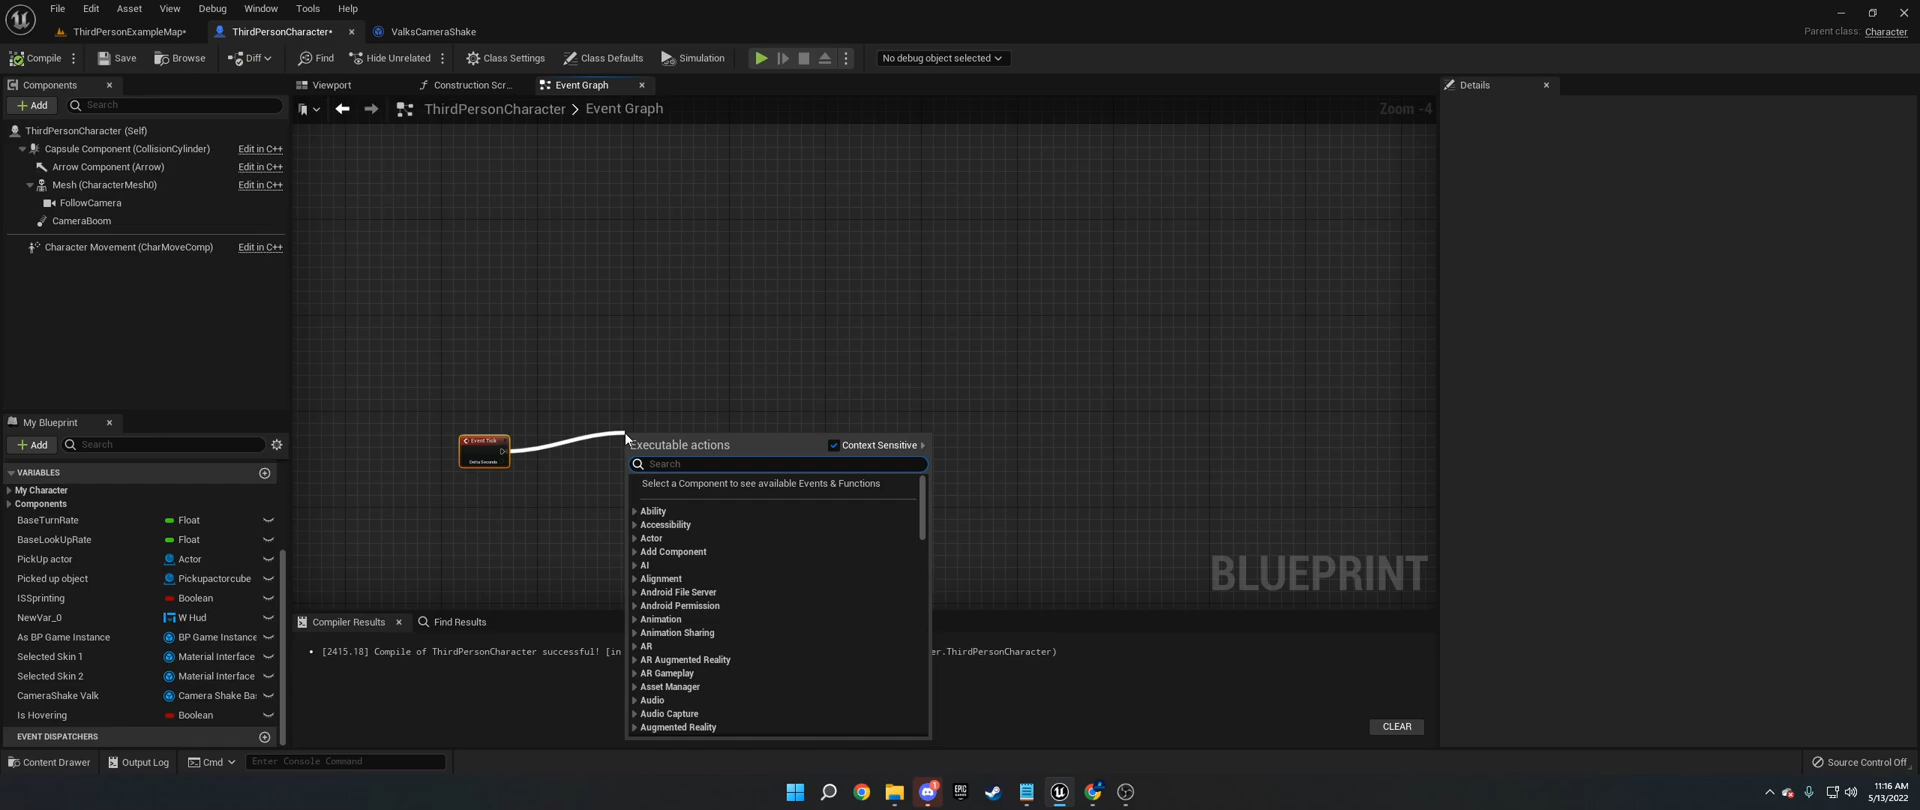 File Edit Asset View Debug Window Tools Help
ThirdPersonExampleMap* ThirdPersonCharacter* ValksCameraShake
Parent class: Character
Compile Save Browse Diff Find Hide Unrelated Class Settings Class Defaults Simulation No debug object selected
Components
Viewport Construction Scr... Event Graph
Details
Add Search
ThirdPersonCharacter > Event Graph
Zoom -4
ThirdPersonCharacter (Self)
Capsule Component (CollisionCylinder) Edit in C++
Arrow Component (Arrow) Edit in C++
Mesh (CharacterMesh0) Edit in C++
FollowCamera
CameraBoom
Character Movement (CharMoveComp) Edit in C++
My Blueprint
Add Search
VARIABLES
My Character
Components
BaseTurnRate Float
BaseLookUpRate Float
PickUp actor Actor
Picked up object Pickupactorcube
ISSprinting Boolean
NewVar_0 W Hud
As BP Game Instance BP Game Instance
Selected Skin 1 Material Interface
Selected Skin 2 Material Interface
CameraShake Valk Camera Shake Bas
Is Hovering Boolean
EVENT DISPATCHERS
Event Tick
Delta Seconds
Executable actions Context Sensitive
Search
Select a Component to see available Events & Functions
Ability
Accessibility
Actor
Add Component
AI
Alignment
Android File Server
Android Permission
Animation
Animation Sharing
AR
AR Augmented Reality
AR Gameplay
Asset Manager
Audio
Audio Capture
Augmented Reality
BLUEPRINT
Compiler Results Find Results
[2415.18] Compile of ThirdPersonCharacter successful! [in er.ThirdPersonCharacter)
CLEAR
Content Drawer Output Log Cmd Enter Console Command
Source Control Off
EPIC GAMES
1
11:16 AM
5/13/2022